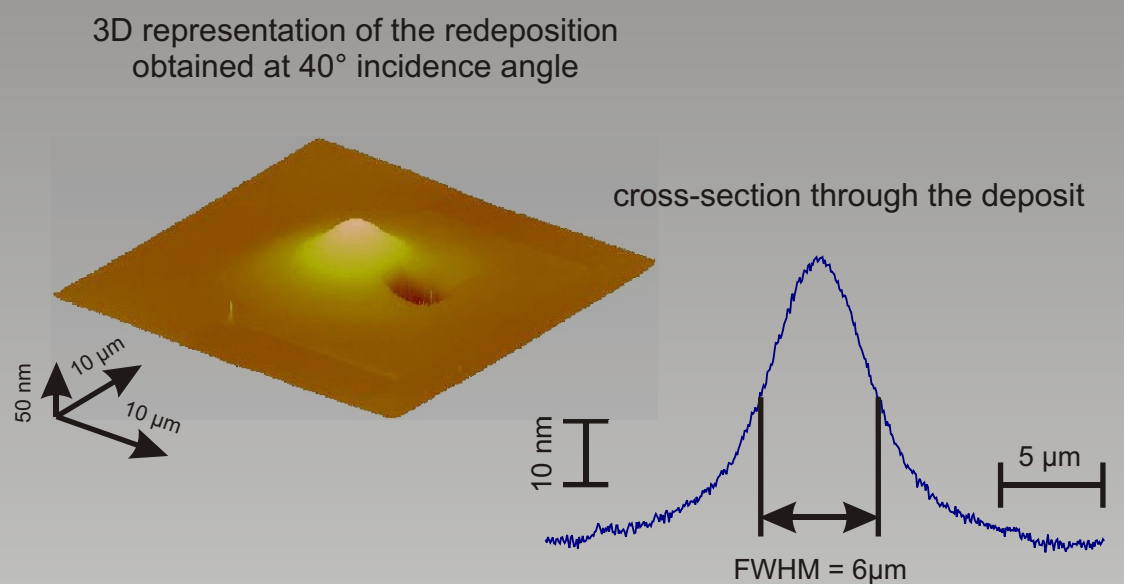 3D representation of the redeposition
obtained at 40° incidence angle
cross-section through the deposit
50 nm
10 µm
10 µm
10 nm
5 µm
FWHM = 6µm